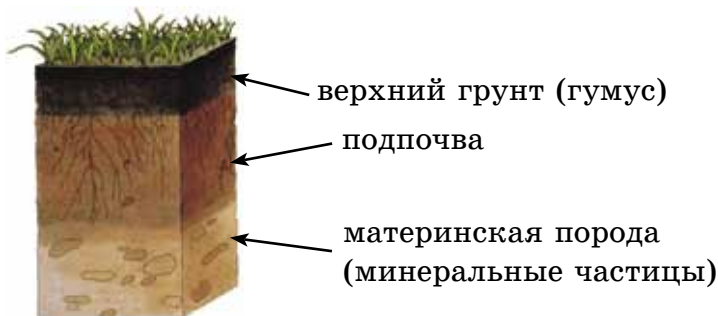 верхний грунт (гумус)
подпочва
материнская порода
(минеральные частицы)